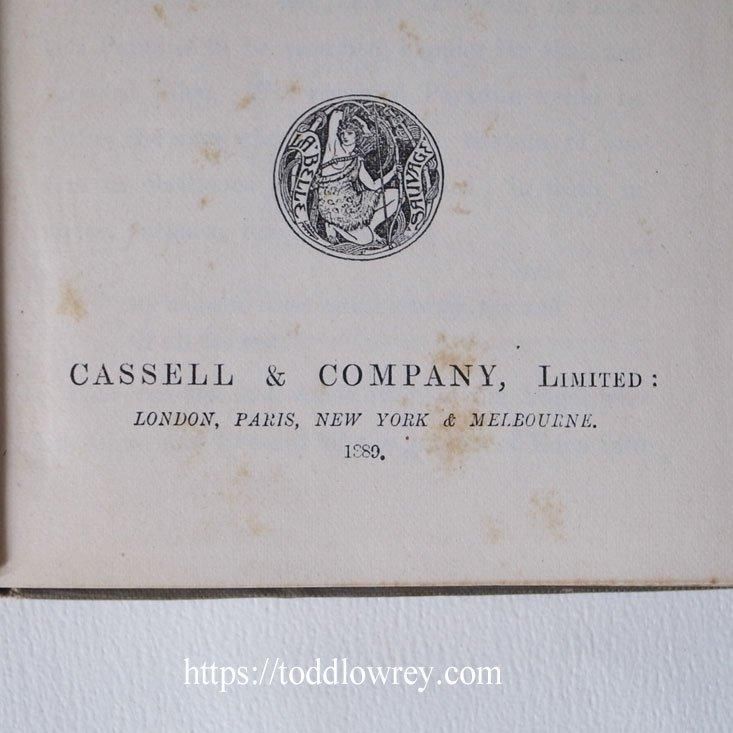 LA BELLE SAUVAGE
CASSELL & COMPANY, LIMITED:
LONDON, PARIS, NEW YORK & MELBOURNE.
1889.
https://toddlowrey.com